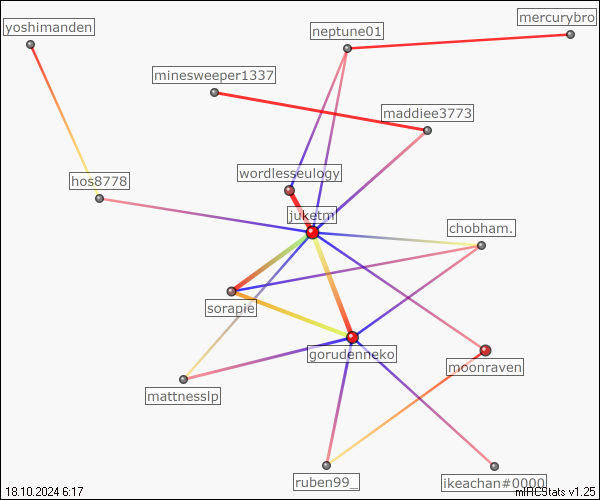 mercurybro
yoshimanden
neptune01
minesweeper1337
maddiee3773
wordlesseulogy
hos8778
juketm
chobham.
sorapie
gorudenneko
moonraven
mattnesslp
ruben99_
ikeachan#0000
18.10.2024 6:17
mIRCStats v1.25